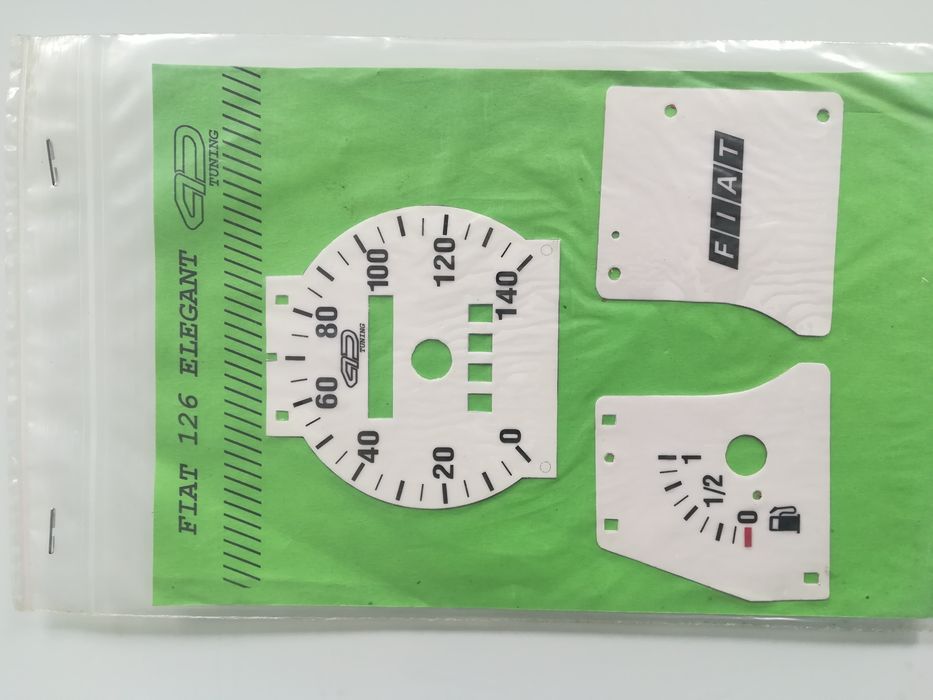 FIAT 126 ELEGANT
TUNING
0
20
40
60
80
100
120
140
TUNING
FIAT
0
1/2
1